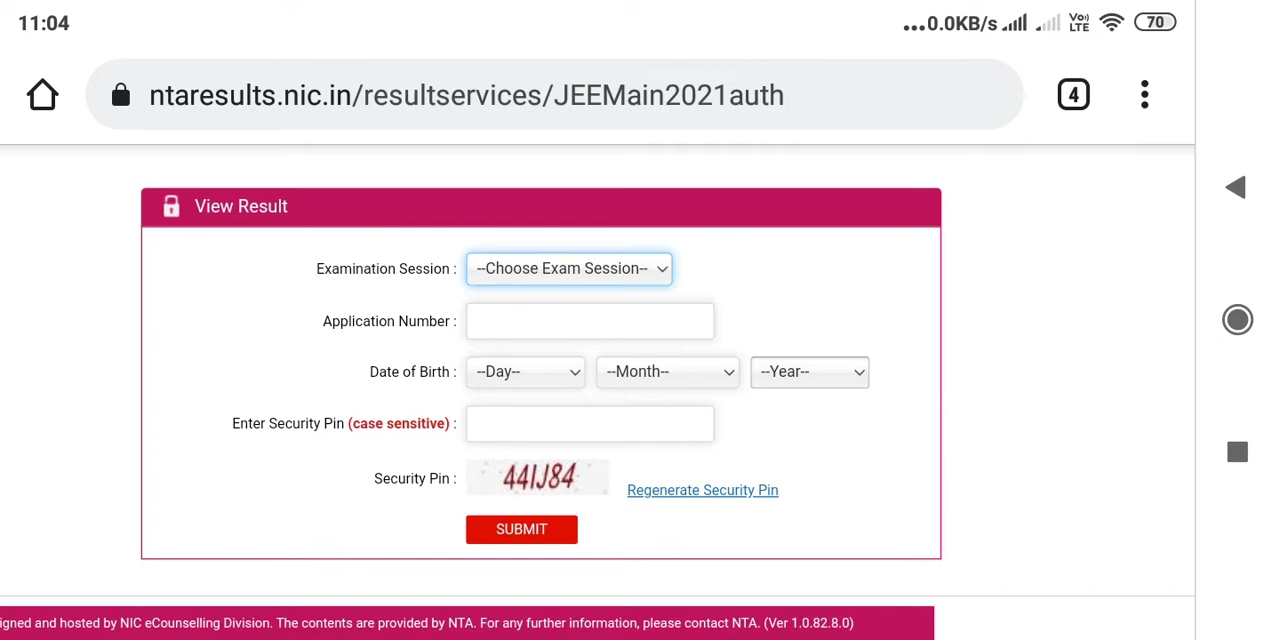 11:04
...0.0KB/s Vo) LTE 70
ntaresults.nic.in/resultservices/JEEMain2021auth
4
View Result
Examination Session : --Choose Exam Session--
Application Number :
Date of Birth : --Day-- --Month-- --Year--
Enter Security Pin (case sensitive) :
Security Pin : 44IJ84 Regenerate Security Pin
SUBMIT
igned and hosted by NIC eCounselling Division. The contents are provided by NTA. For any further information, please contact NTA. (Ver 1.0.82.8.0)